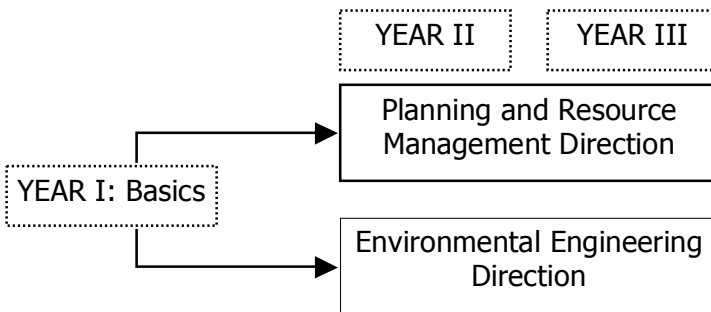 YEAR II
YEAR III
Planning and Resource
Management Direction
YEAR I: Basics
Environmental Engineering
Direction